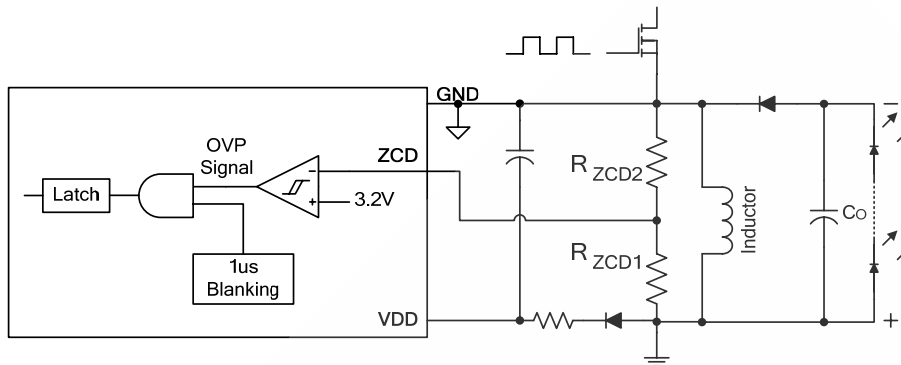 GND
OVP
Signal
ZCD
R ZCD2
Latch
3.2V
Inductor
CO
R ZCD1
1us
Blanking
VDD